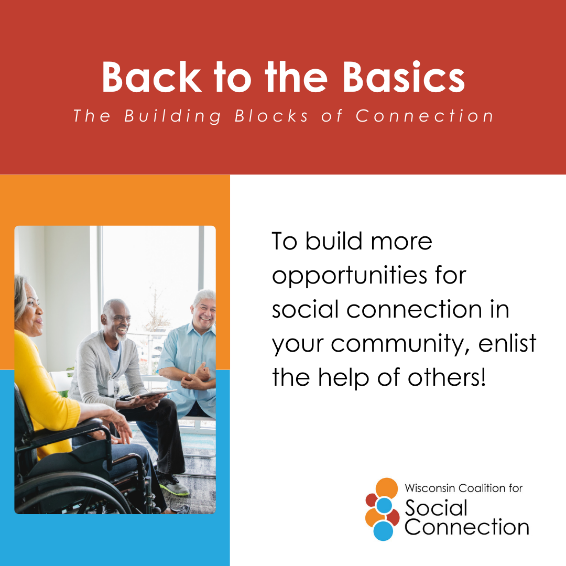 Back to the Basics
The Building Blocks of Connection
To build more
opportunities for
social connection in
your community, enlist
the help of others!
Wisconsin Coalition for
Social
Connection